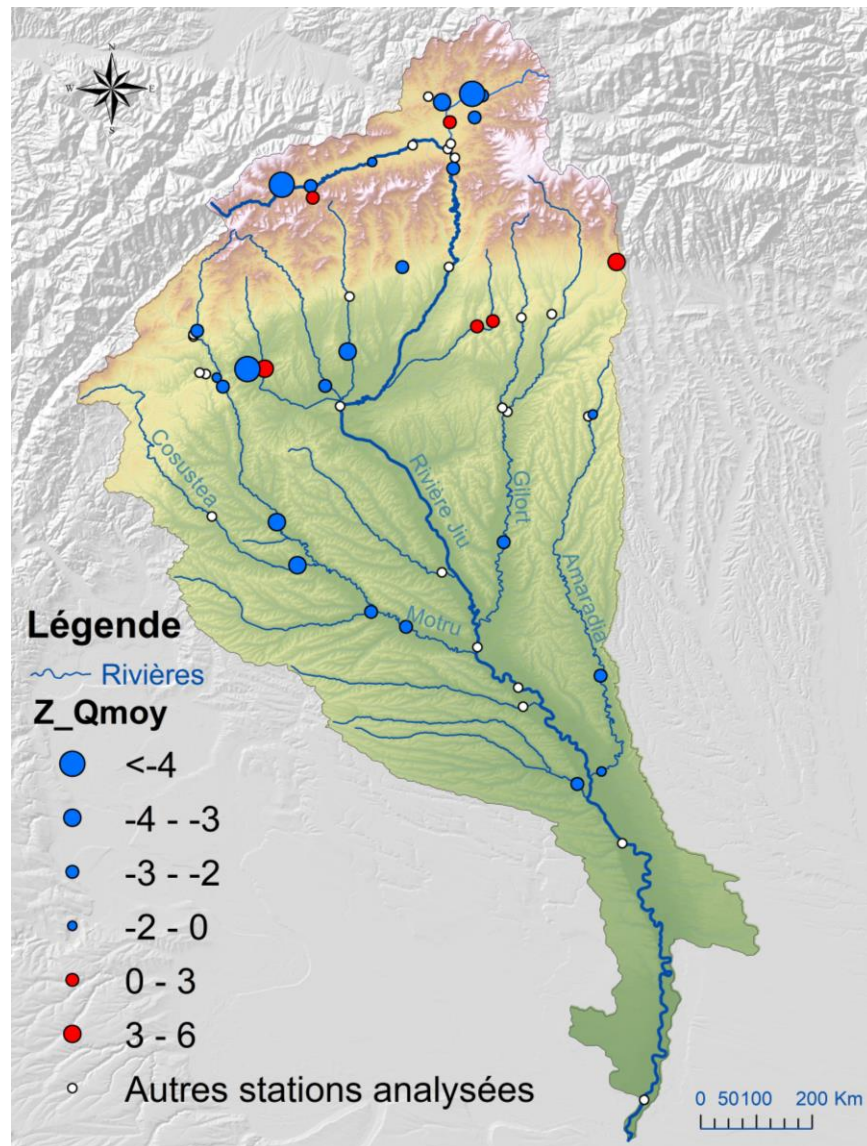 N
W E
S
Cosustea
Rivière Jiu
Gilort
Amaradia
Motru
Légende
Rivières
Z_Qmoy
<-4
-4 - -3
-3 - -2
-2 - 0
0 - 3
3 - 6
Autres stations analysées
0 50100 200 Km